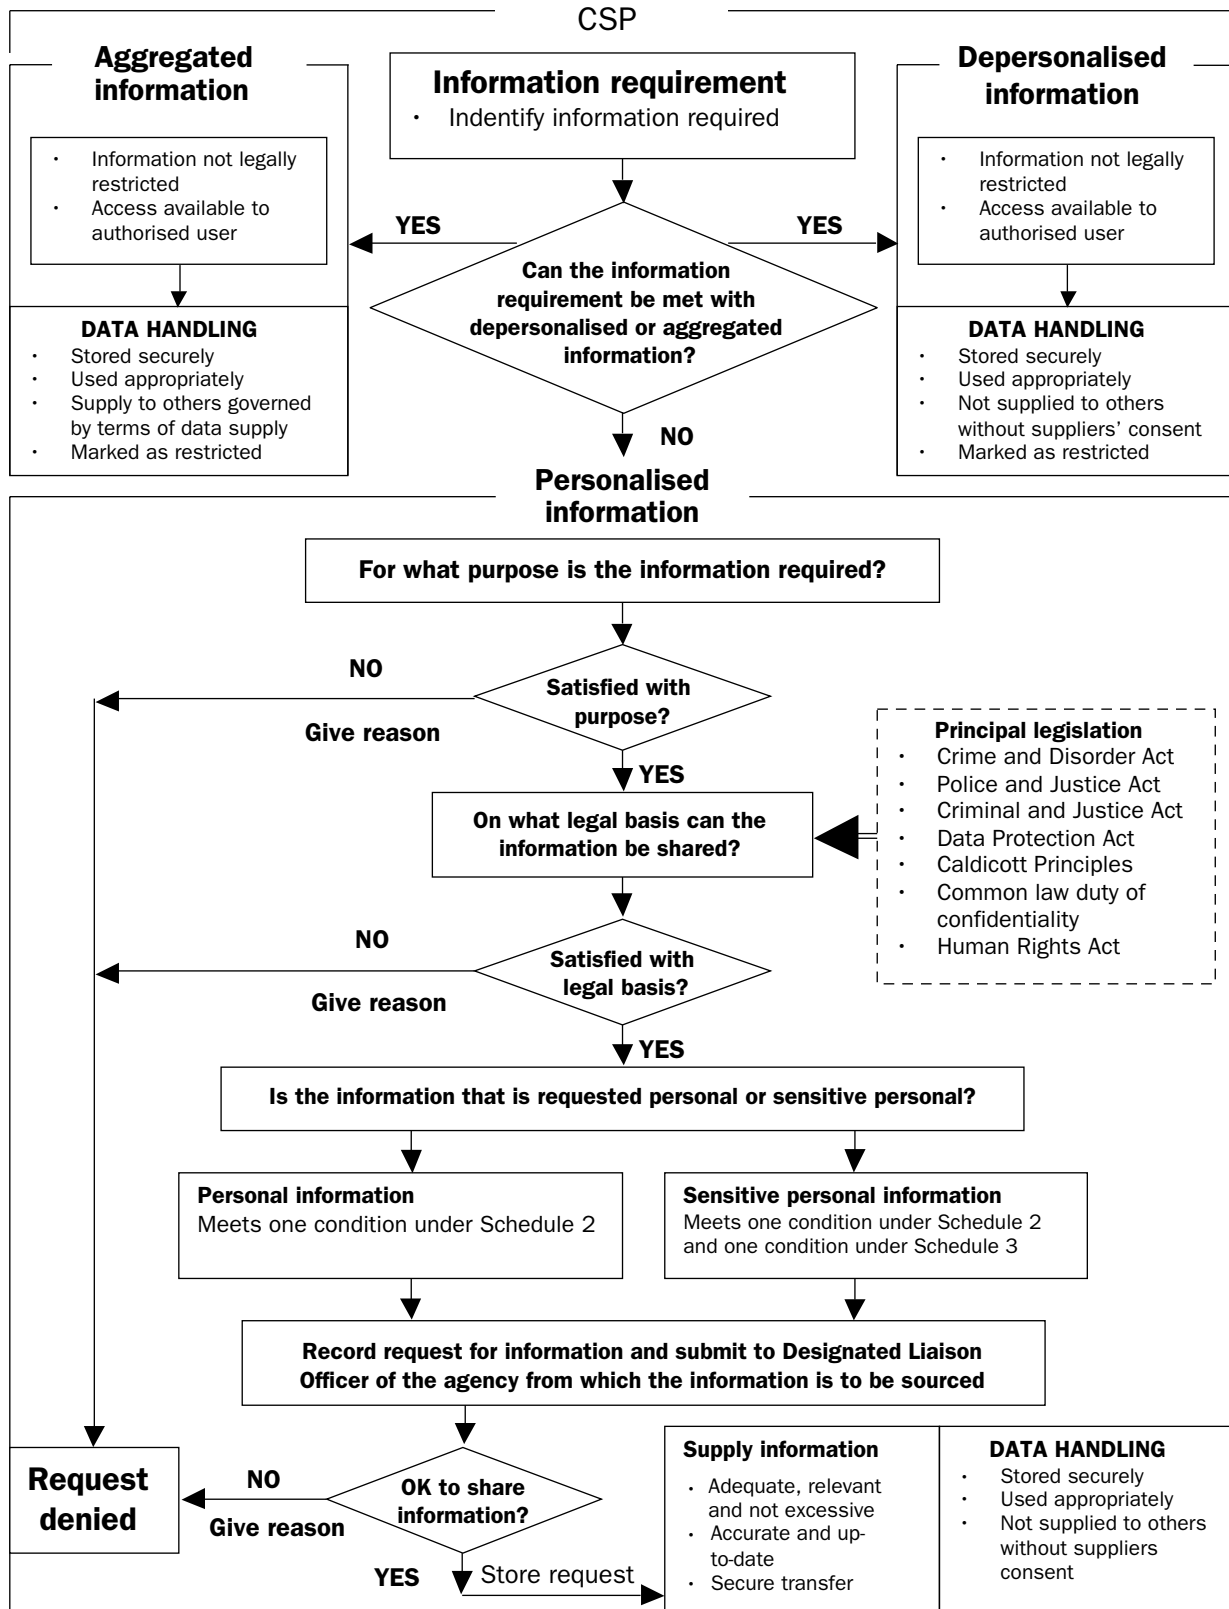 CSP
Aggregated
information
• Information not legally
restricted
• Access available to
authorised user
DATA HANDLING
• Stored securely
• Used appropriately
• Supply to others governed
by terms of data supply
• Marked as restricted
Information requirement
• Indentify information required
YES
YES
Can the information
requirement be met with
depersonalised or aggregated
information?
NO
Depersonalised
information
• Information not legally
restricted
• Access available to
authorised user
DATA HANDLING
• Stored securely
• Used appropriately
• Not supplied to others
without suppliers’ consent
• Marked as restricted
Personalised
information
For what purpose is the information required?
NO
Satisfied with
purpose?
Give reason
YES
On what legal basis can the
information be shared?
Principal legislation
• Crime and Disorder Act
• Police and Justice Act
• Criminal and Justice Act
• Data Protection Act
• Caldicott Principles
• Common law duty of
confidentiality
• Human Rights Act
NO
Satisfied with
legal basis?
Give reason
YES
Is the information that is requested personal or sensitive personal?
Personal information
Meets one condition under Schedule 2
Sensitive personal information
Meets one condition under Schedule 2
and one condition under Schedule 3
Record request for information and submit to Designated Liaison
Officer of the agency from which the information is to be sourced
Request
denied
NO
Give reason
OK to share
information?
YES
Store request
Supply information
• Adequate, relevant
and not excessive
• Accurate and up-
to-date
• Secure transfer
DATA HANDLING
• Stored securely
• Used appropriately
• Not supplied to others
without suppliers
consent